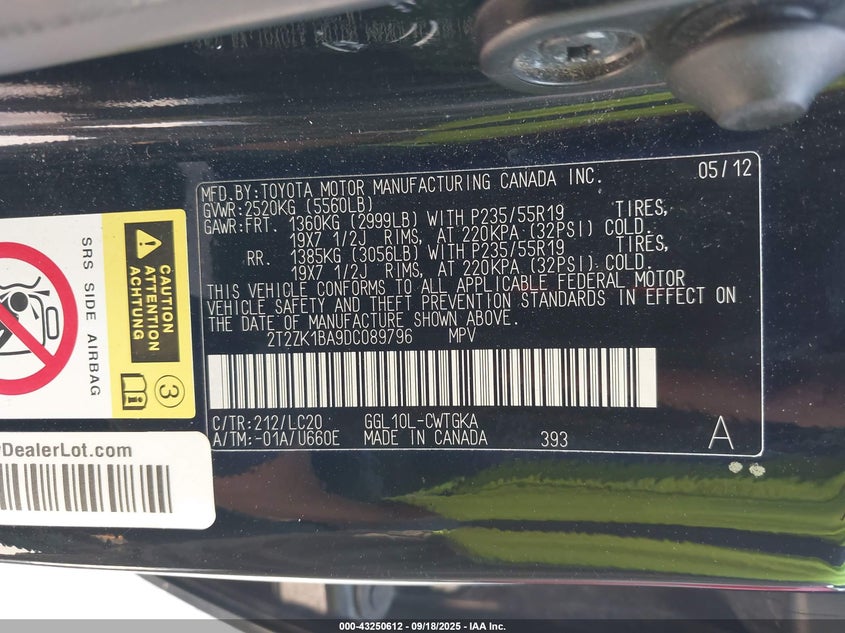 MFD.BY:TOYOTA MOTOR MANUFACTURING CANADA INC. 05/12
GVWR:2520KG (5560LB)
GAWR:FRT. 1360KG (2999LB) WITH P235/55R19 TIRES,
19X7 1/2J RIMS, AT 220KPA (32PSI) COLD.
RR. 1385KG (3056LB) WITH P235/55R19 TIRES,
19X7 1/2J RIMS, AT 220KPA (32PSI) COLD.
THIS VEHICLE CONFORMS TO ALL APPLICABLE FEDERAL MOTOR
VEHICLE SAFETY AND THEFT PREVENTION STANDARDS IN EFFECT ON
THE DATE OF MANUFACTURE SHOWN ABOVE.
2T2ZK1BA9DC089796 MPV
C/TR:212/LC20 GGL10L-CWTGKA
A/TM:-01A/U660E MADE IN CANADA 393 A
SRS SIDE AIRBAG
CAUTION
ATTENTION
ACHTUNG
3
DealerLot.com
000-43250612 - 09/18/2025 - IAA Inc.